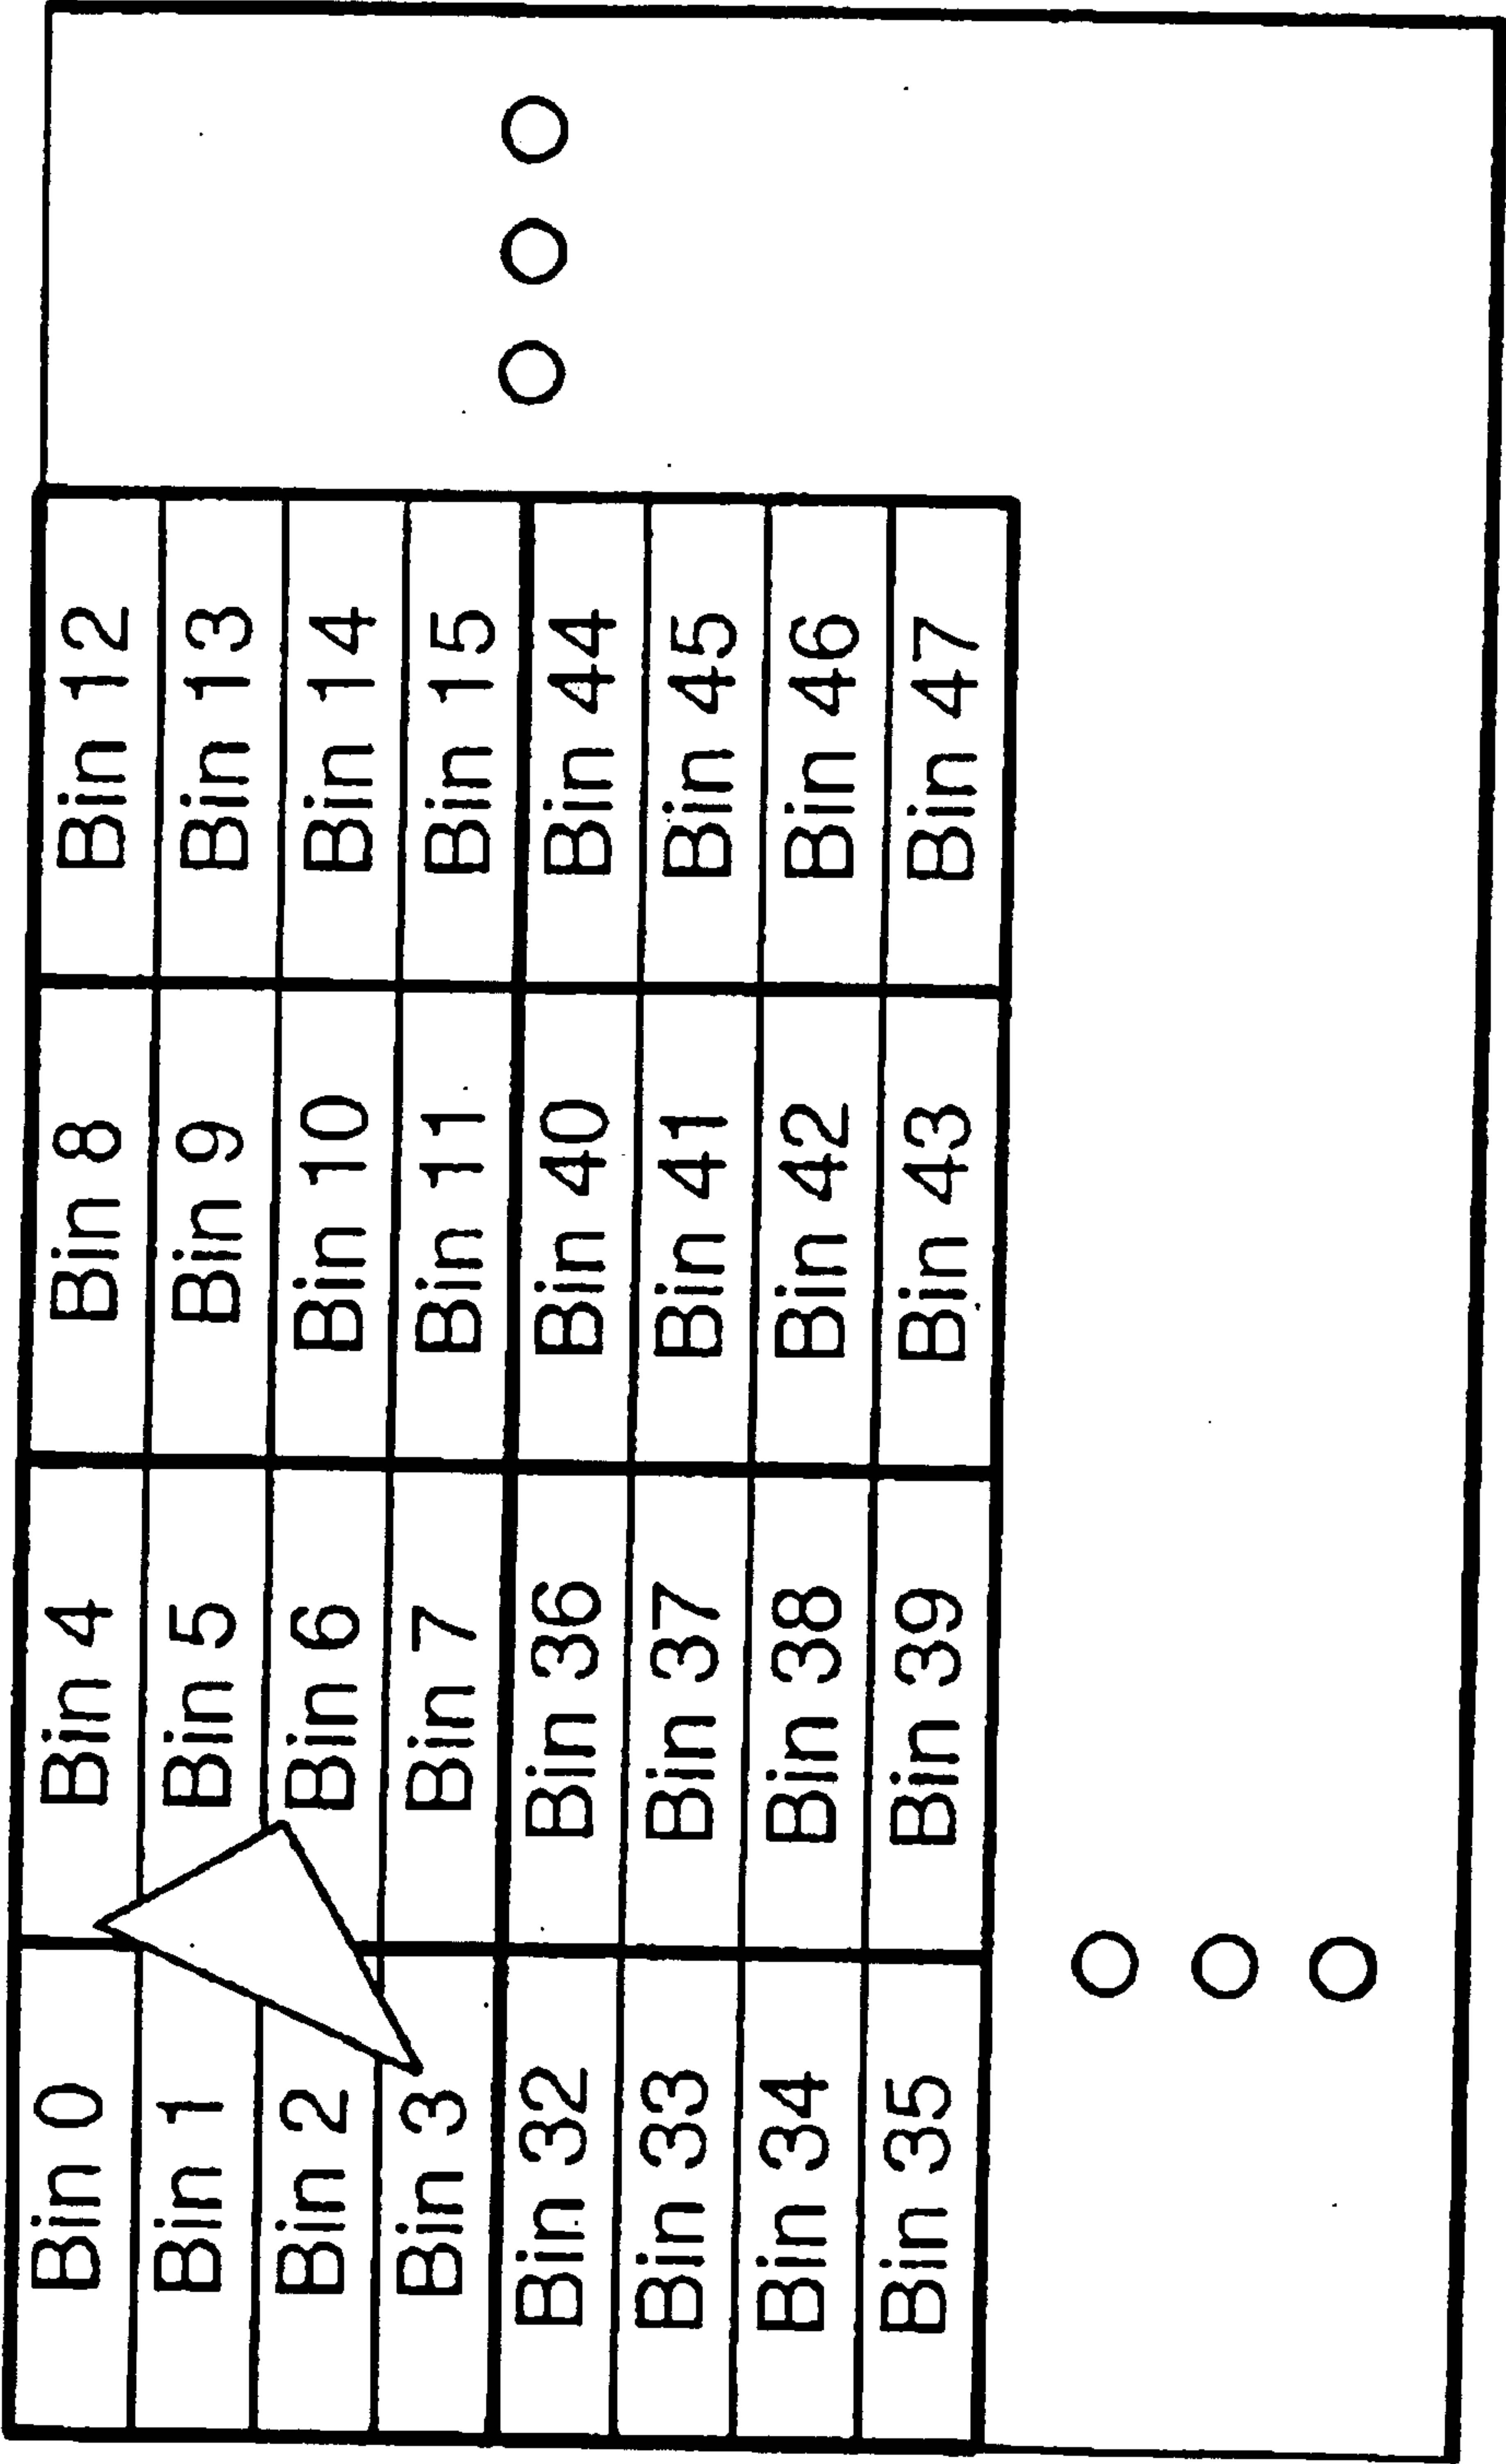 Bin 0 Bin 4 Bin 8 Bin 12
Bin 1 Bin 5 Bin 9 Bin 13
Bin 2 Bin 6 Bin 10 Bin 14
Bin 3 Bin 7 Bin 11 Bin 15
Bin 32 Bin 36 Bin 40 Bin 44
Bin 33 Bin 37 Bin 41 Bin 45
Bin 34 Bin 38 Bin 42 Bin 46
Bin 35 Bin 39 Bin 43 Bin 47